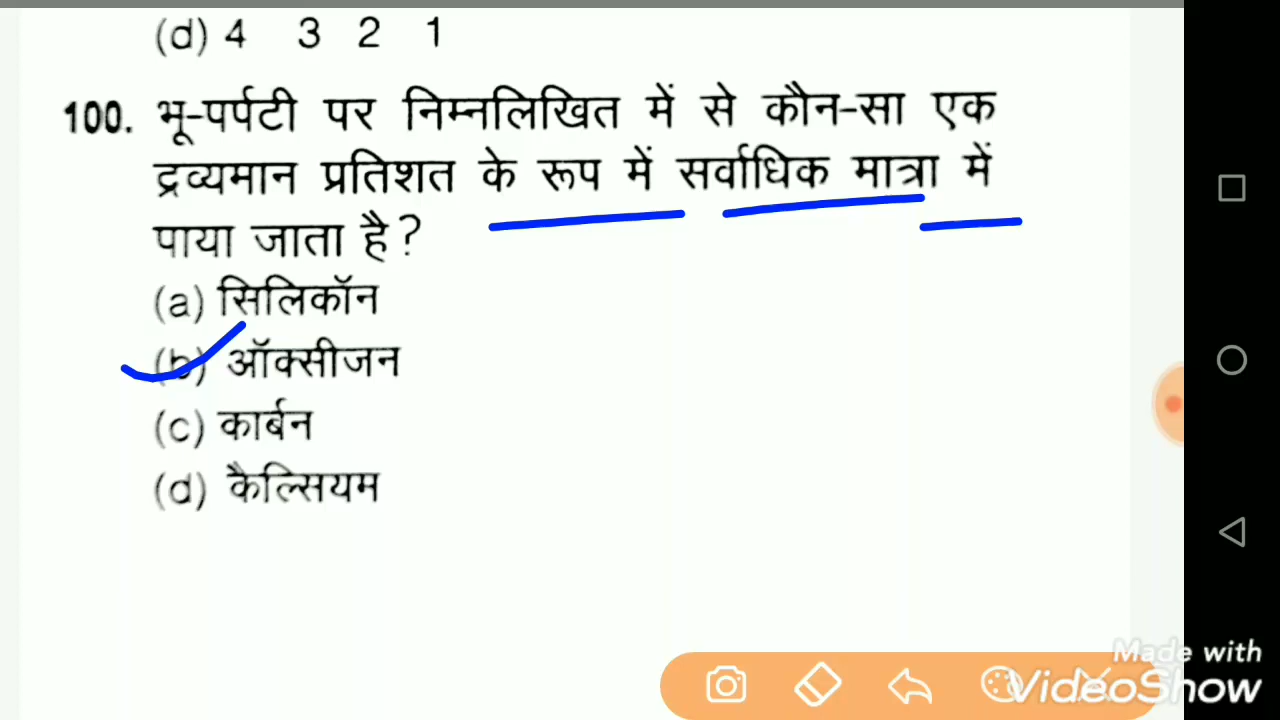 (d) 4 3 2 1
100. भू-पर्पटी पर निम्नलिखित में से कौन-सा एक
द्रव्यमान प्रतिशत के रूप में सर्वाधिक मात्रा में
पाया जाता है?
(a) सिलिकॉन
(b) ऑक्सीजन
(c) कार्बन
(d) कैल्सियम
Made with
VideoShow